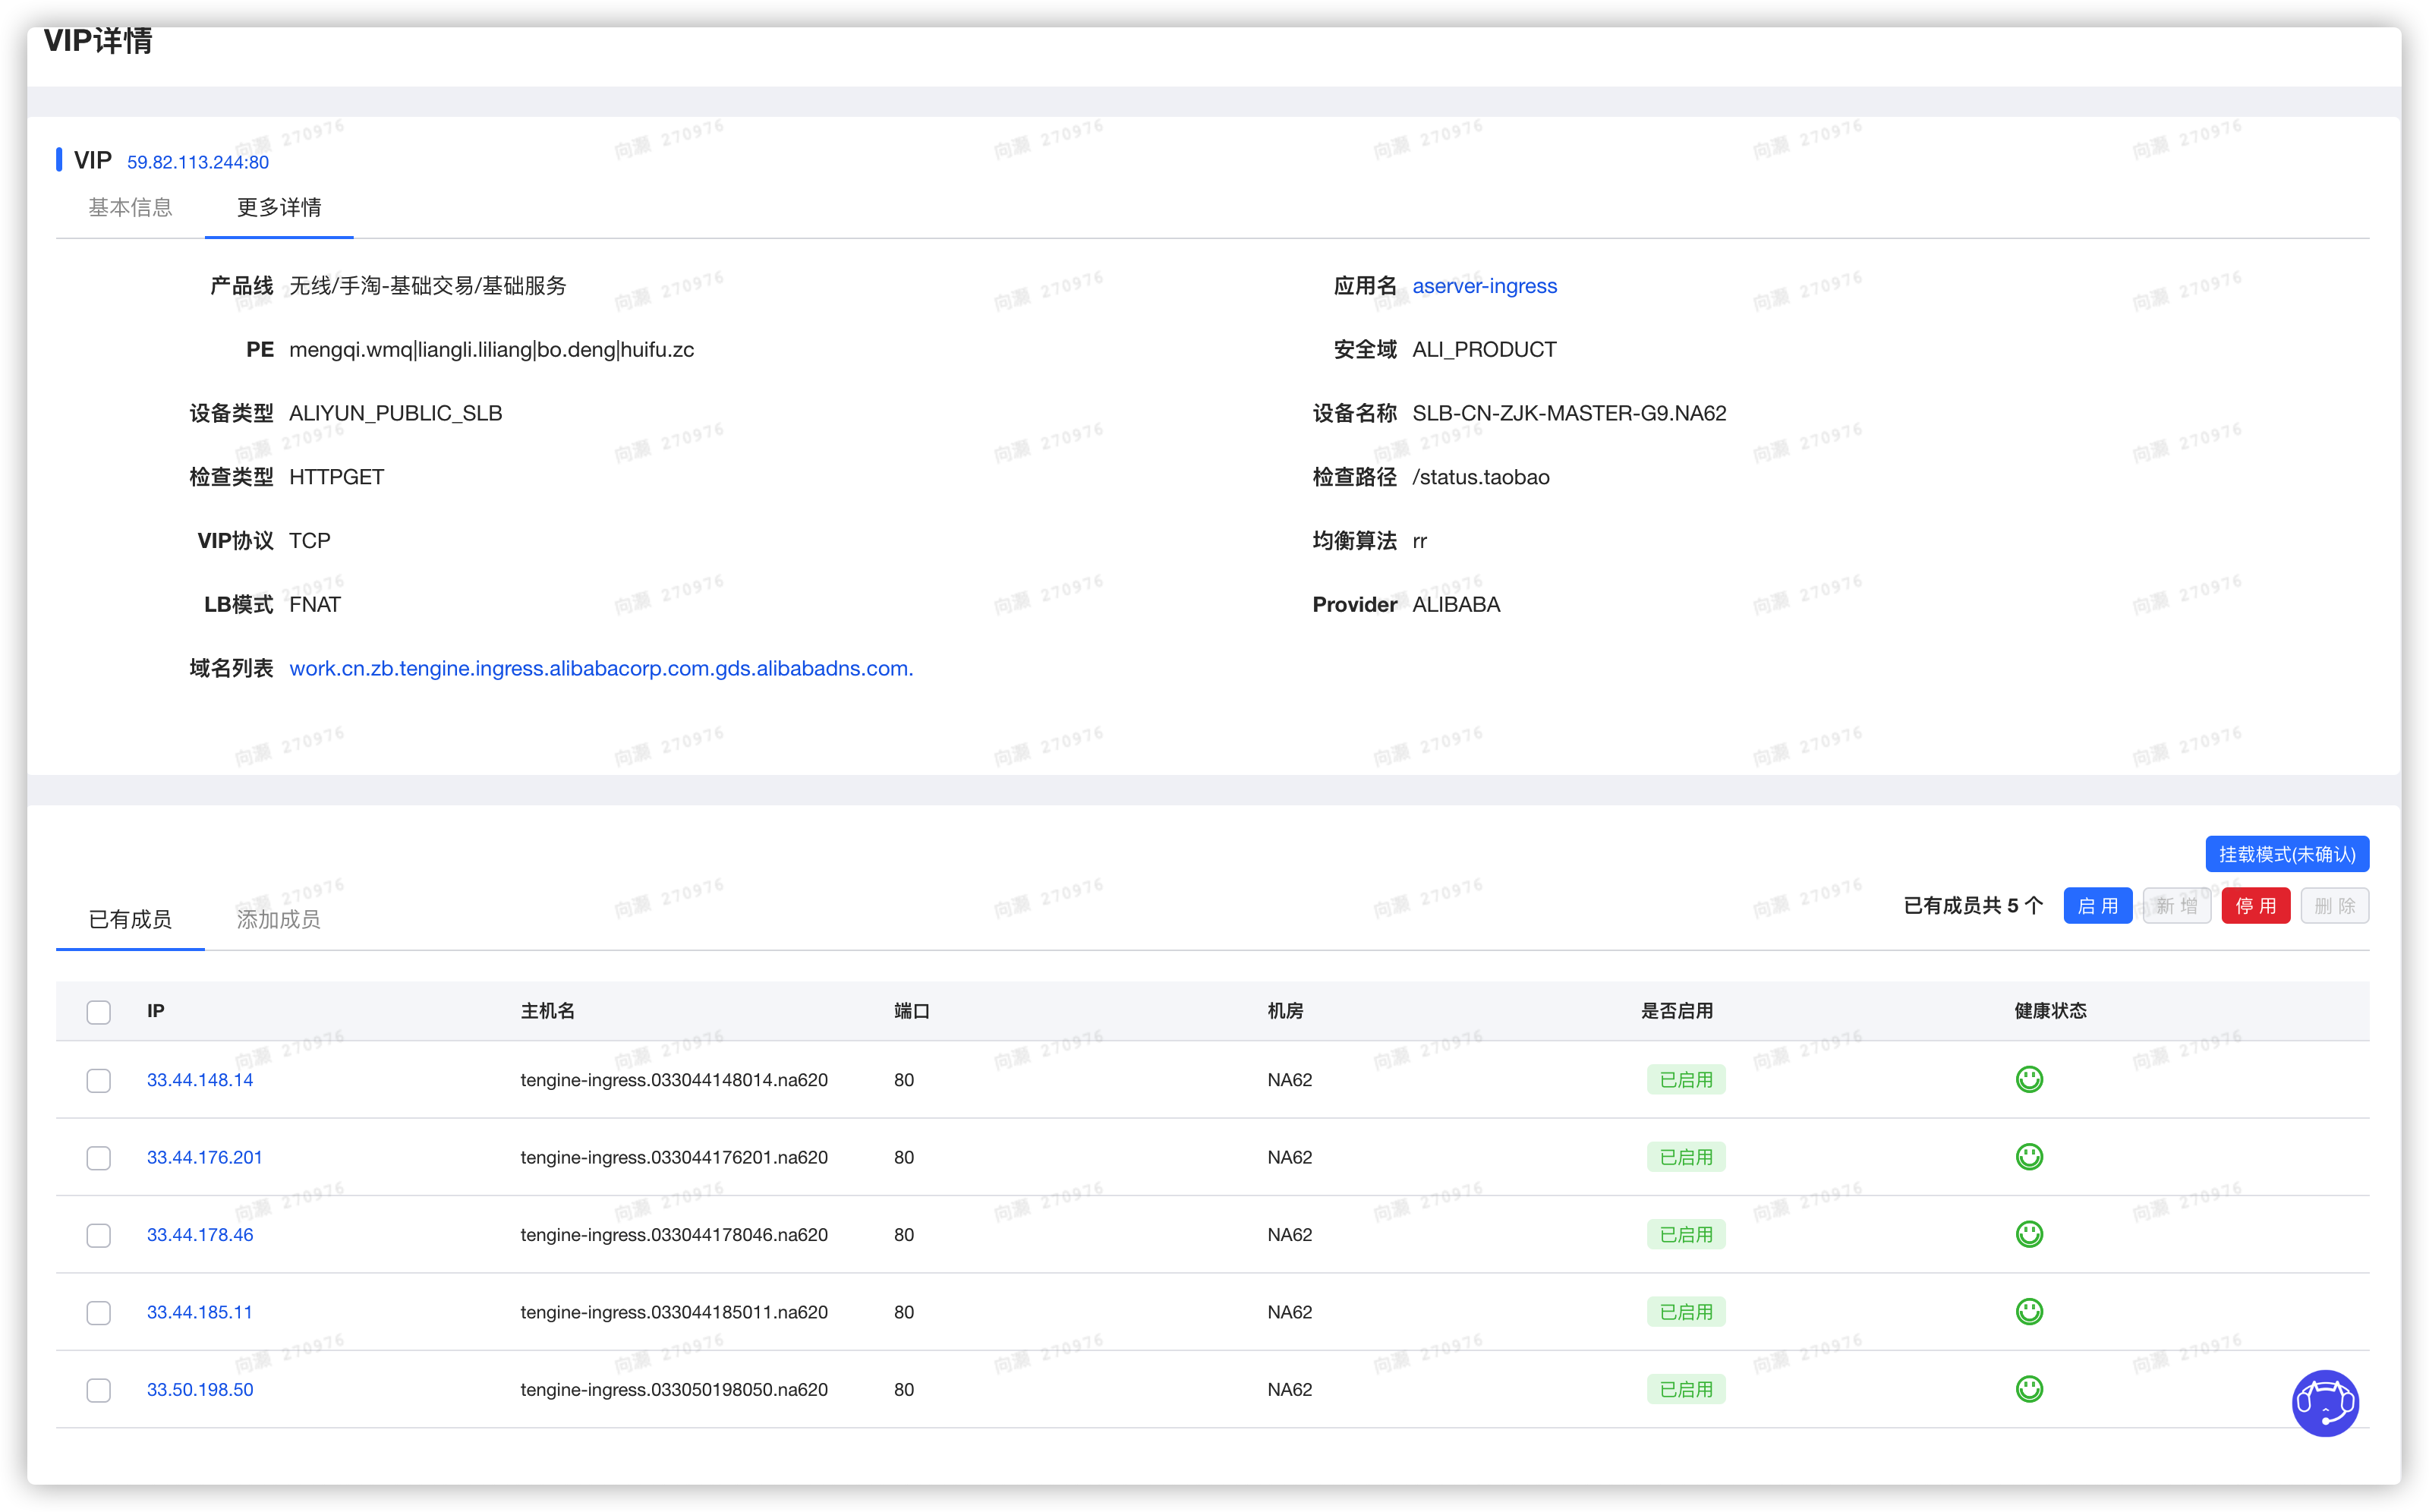 VIP详情
VIP 59.82.113.244:80
基本信息 更多详情
产品线 无线/手淘-基础交易/基础服务 应用名 aserver-ingress
PE mengqi.wmq|liangli.liliang|bo.deng|huifu.zc 安全域 ALI_PRODUCT
设备类型 ALIYUN_PUBLIC_SLB 设备名称 SLB-CN-ZJK-MASTER-G9.NA62
检查类型 HTTPGET 检查路径 /status.taobao
VIP协议 TCP 均衡算法 rr
LB模式 FNAT Provider ALIBABA
域名列表 work.cn.zb.tengine.ingress.alibabacorp.com.gds.alibabadns.com.
挂载模式(未确认)
已有成员 添加成员 已有成员共 5 个 启 用 新 增 停 用 删 除
IP 主机名 端口 机房 是否启用 健康状态
33.44.148.14 tengine-ingress.033044148014.na620 80 NA62 已启用
33.44.176.201 tengine-ingress.033044176201.na620 80 NA62 已启用
33.44.178.46 tengine-ingress.033044178046.na620 80 NA62 已启用
33.44.185.11 tengine-ingress.033044185011.na620 80 NA62 已启用
33.50.198.50 tengine-ingress.033050198050.na620 80 NA62 已启用